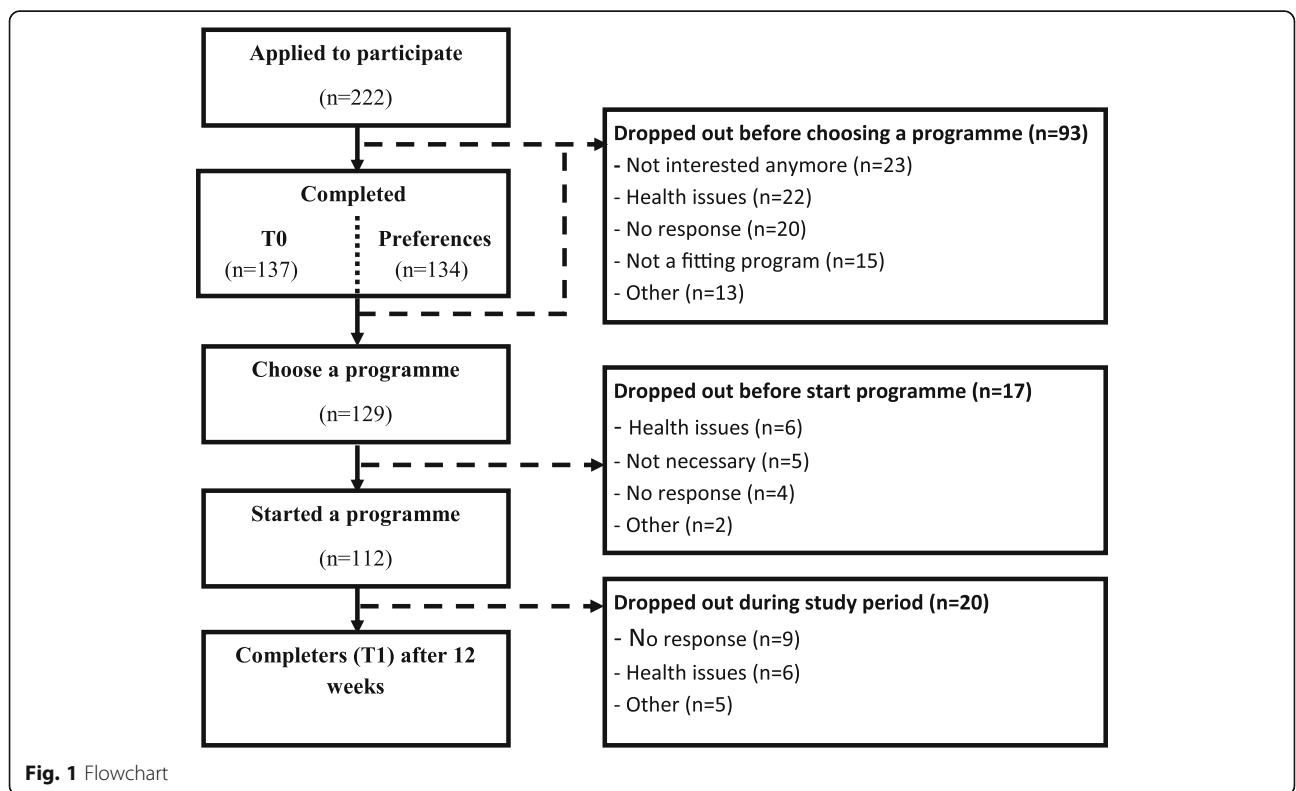 Applied to participate
(n=222)
Completed
T0
(n=137)
Preferences
(n=134)
Choose a programme
(n=129)
Started a programme
(n=112)
Completers (T1) after 12
weeks
Dropped out before choosing a programme (n=93)
- Not interested anymore (n=23)
- Health issues (n=22)
- No response (n=20)
- Not a fitting program (n=15)
- Other (n=13)
Dropped out before start programme (n=17)
- Health issues (n=6)
- Not necessary (n=5)
- No response (n=4)
- Other (n=2)
Dropped out during study period (n=20)
- No response (n=9)
- Health issues (n=6)
- Other (n=5)
Fig. 1 Flowchart